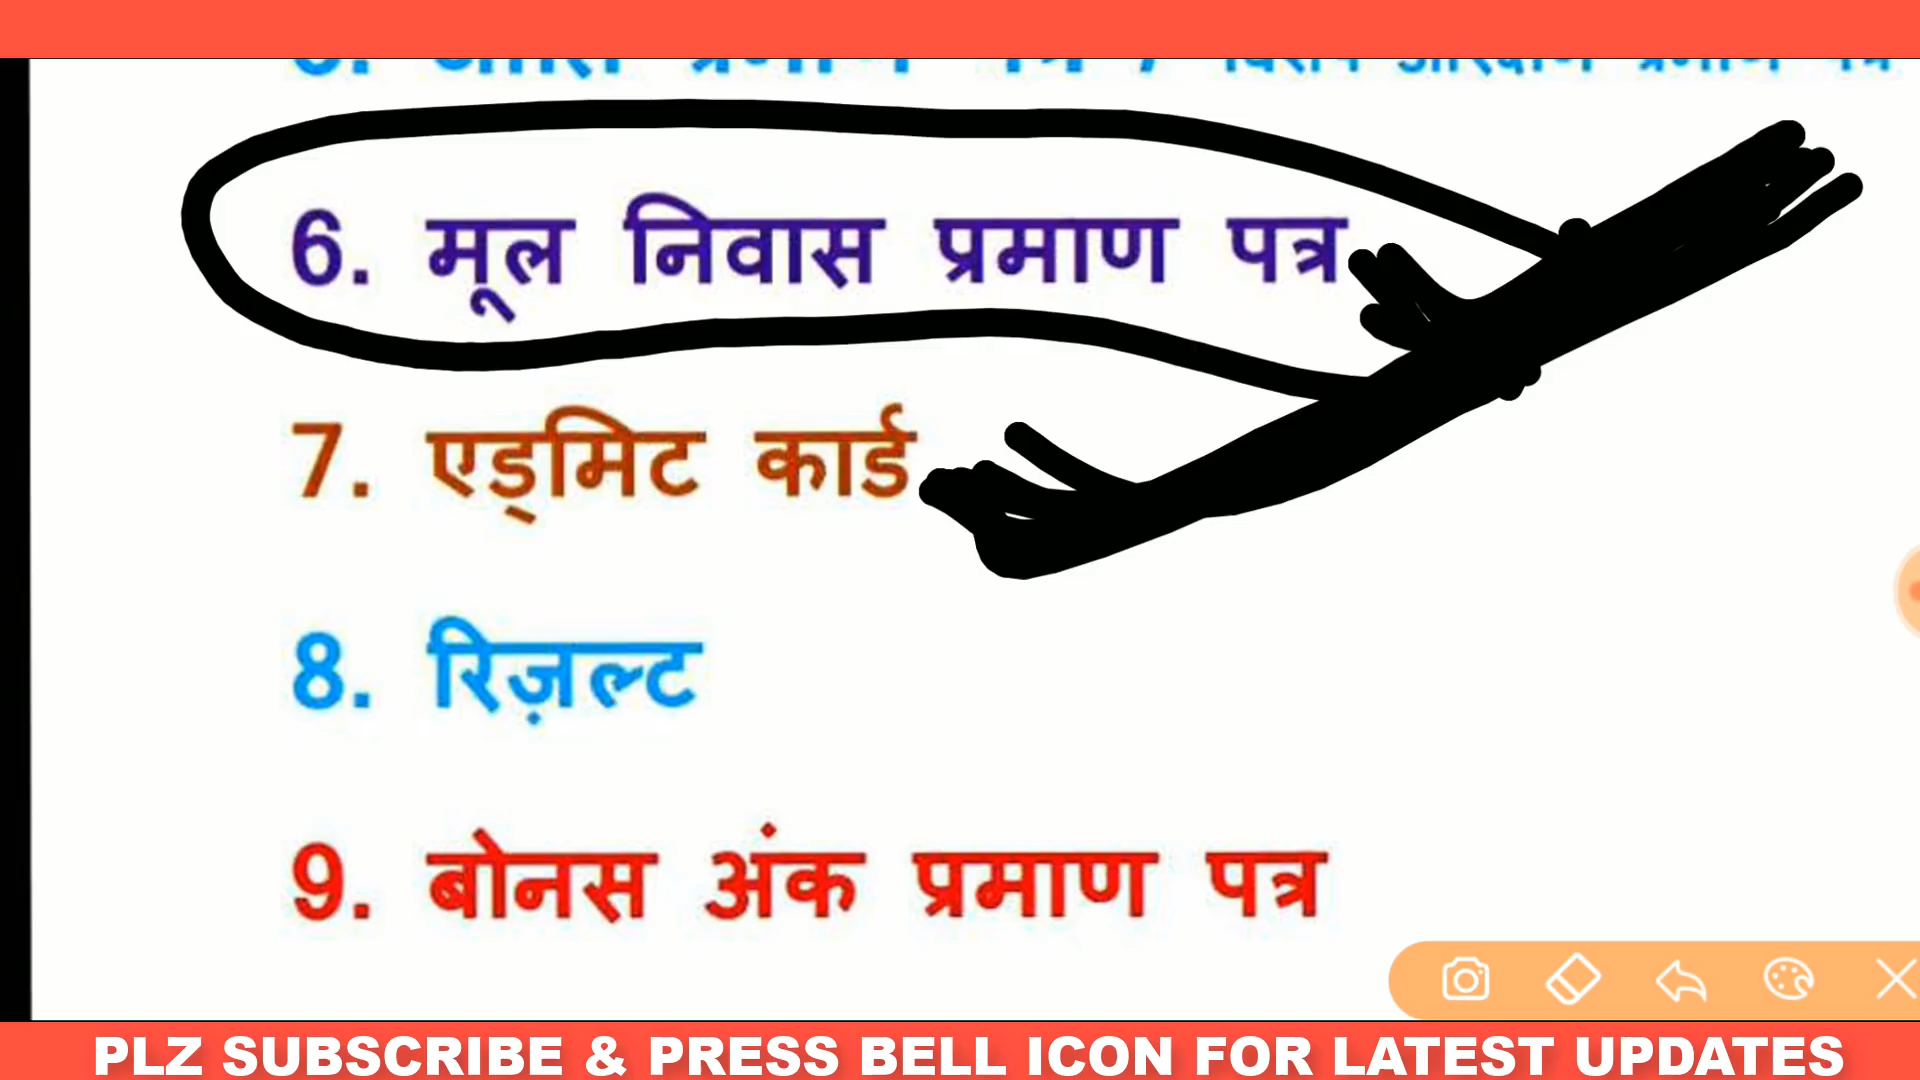 6. मूल निवास प्रमाण पत्र
7. एड्मिट कार्ड
8. रिज़ल्ट
9. बोनस अंक प्रमाण पत्र
PLZ SUBSCRIBE & PRESS BELL ICON FOR LATEST UPDATES